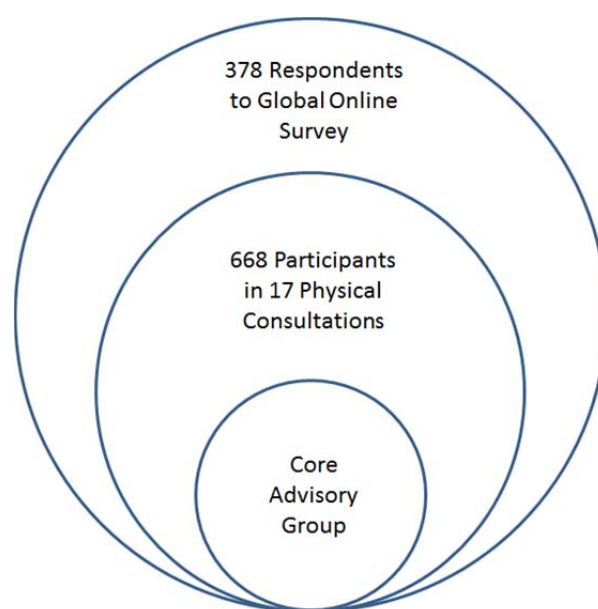 378 Respondents
to Global Online
Survey
668 Participants
in 17 Physical
Consultations
Core
Advisory
Group